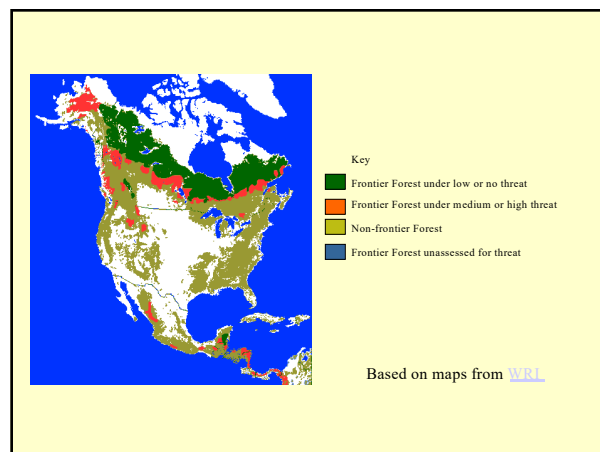 Key
Frontier Forest under low or no threat
Frontier Forest under medium or high threat
Non-frontier Forest
Frontier Forest unassessed for threat
Based on maps from WRI